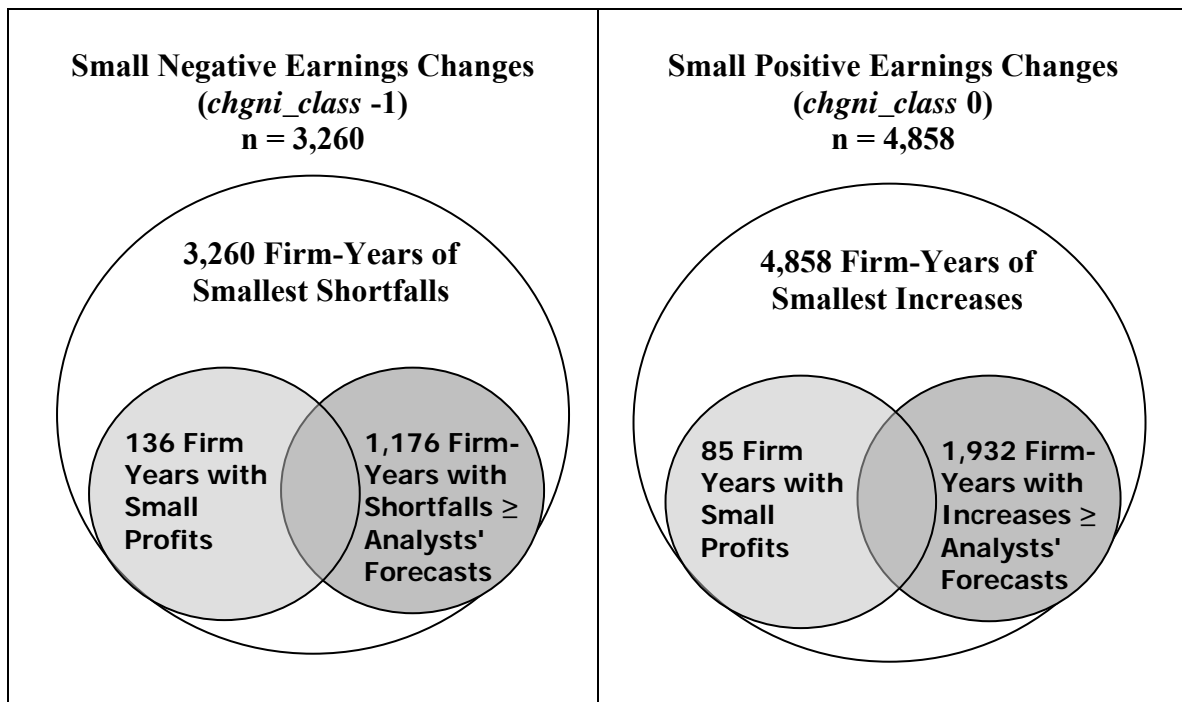 Small Negative Earnings Changes
(chgni_class -1)
n = 3,260
3,260 Firm-Years of
Smallest Shortfalls
136 Firm
Years with
Small
Profits
1,176 Firm-
Years with
Shortfalls ≥
Analysts'
Forecasts
Small Positive Earnings Changes
(chgni_class 0)
n = 4,858
4,858 Firm-Years of
Smallest Increases
85 Firm
Years with
Small
Profits
1,932 Firm-
Years with
Increases ≥
Analysts'
Forecasts